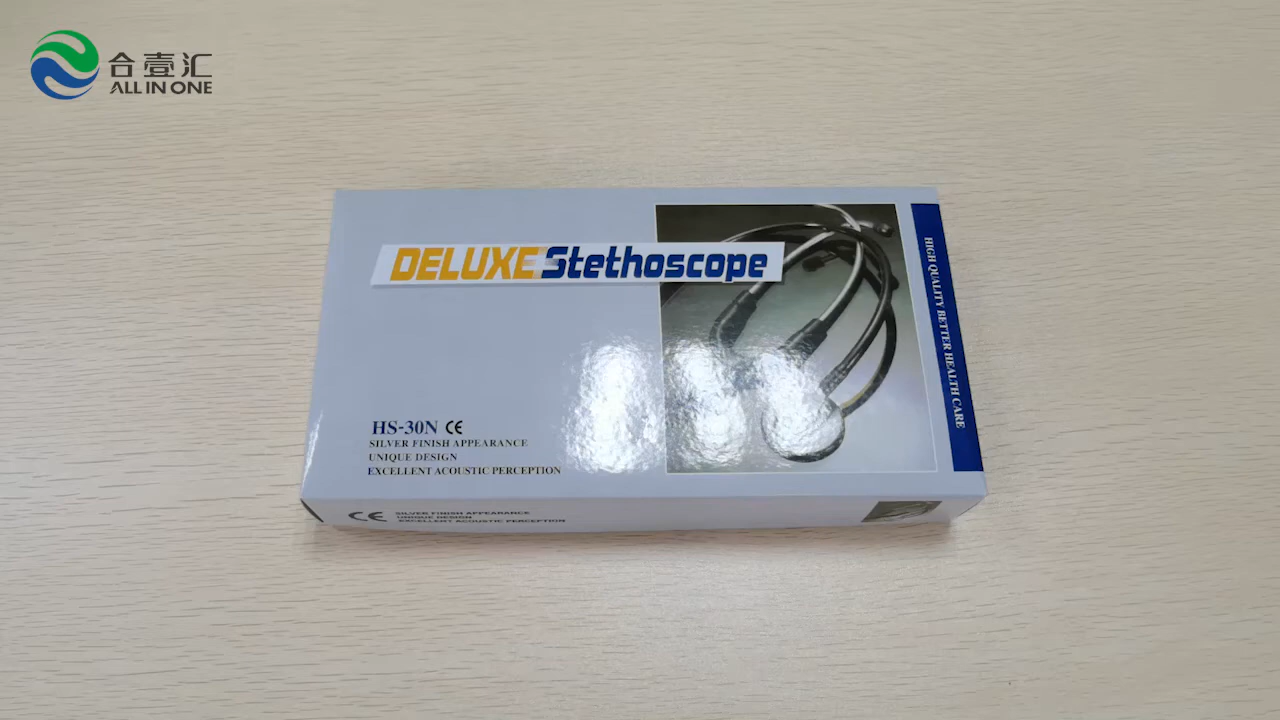 合壹汇
ALL IN ONE
DELUXE Stethoscope
HIGH QUALITY BETTER HEALTH CARE
HS-30N CE
SILVER FINISH APPEARANCE
UNIQUE DESIGN
EXCELLENT ACOUSTIC PERCEPTION
CE
SILVER FINISH APPEARANCE
UNIQUE DESIGN
EXCELLENT ACOUSTIC PERCEPTION